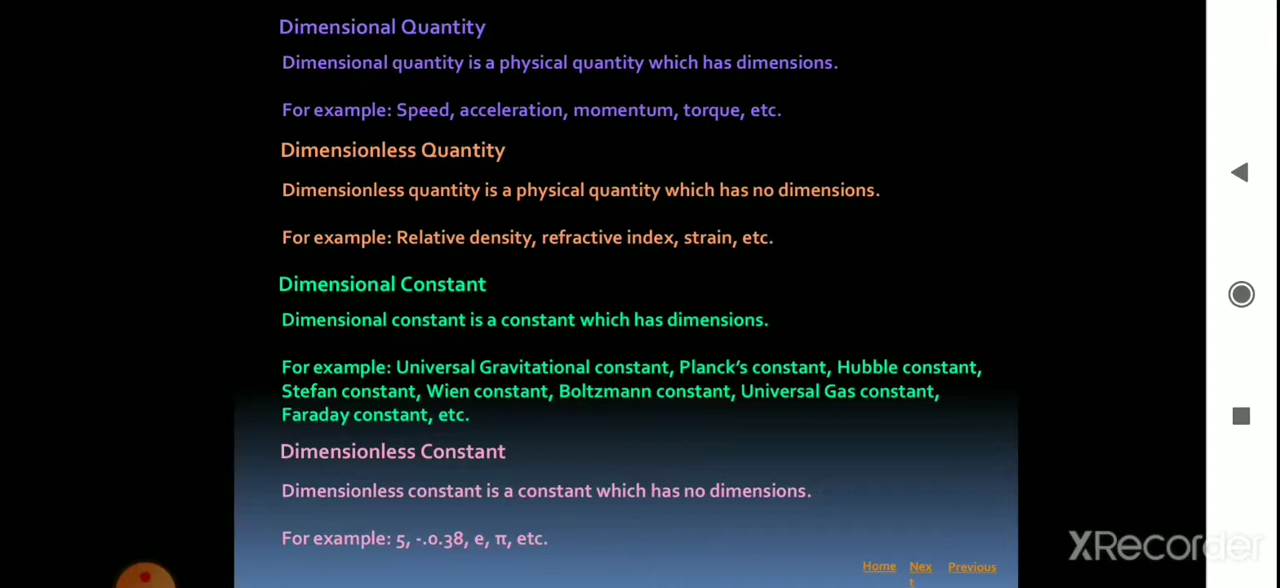 Dimensional Quantity
Dimensional quantity is a physical quantity which has dimensions.
For example: Speed, acceleration, momentum, torque, etc.
Dimensionless Quantity
Dimensionless quantity is a physical quantity which has no dimensions.
For example: Relative density, refractive index, strain, etc.
Dimensional Constant
Dimensional constant is a constant which has dimensions.
For example: Universal Gravitational constant, Planck's constant, Hubble constant,
Stefan constant, Wien constant, Boltzmann constant, Universal Gas constant,
Faraday constant, etc.
Dimensionless Constant
Dimensionless constant is a constant which has no dimensions.
For example: 5, -.0.38, e, π, etc.
Home Nex Previous
t
XRecorder